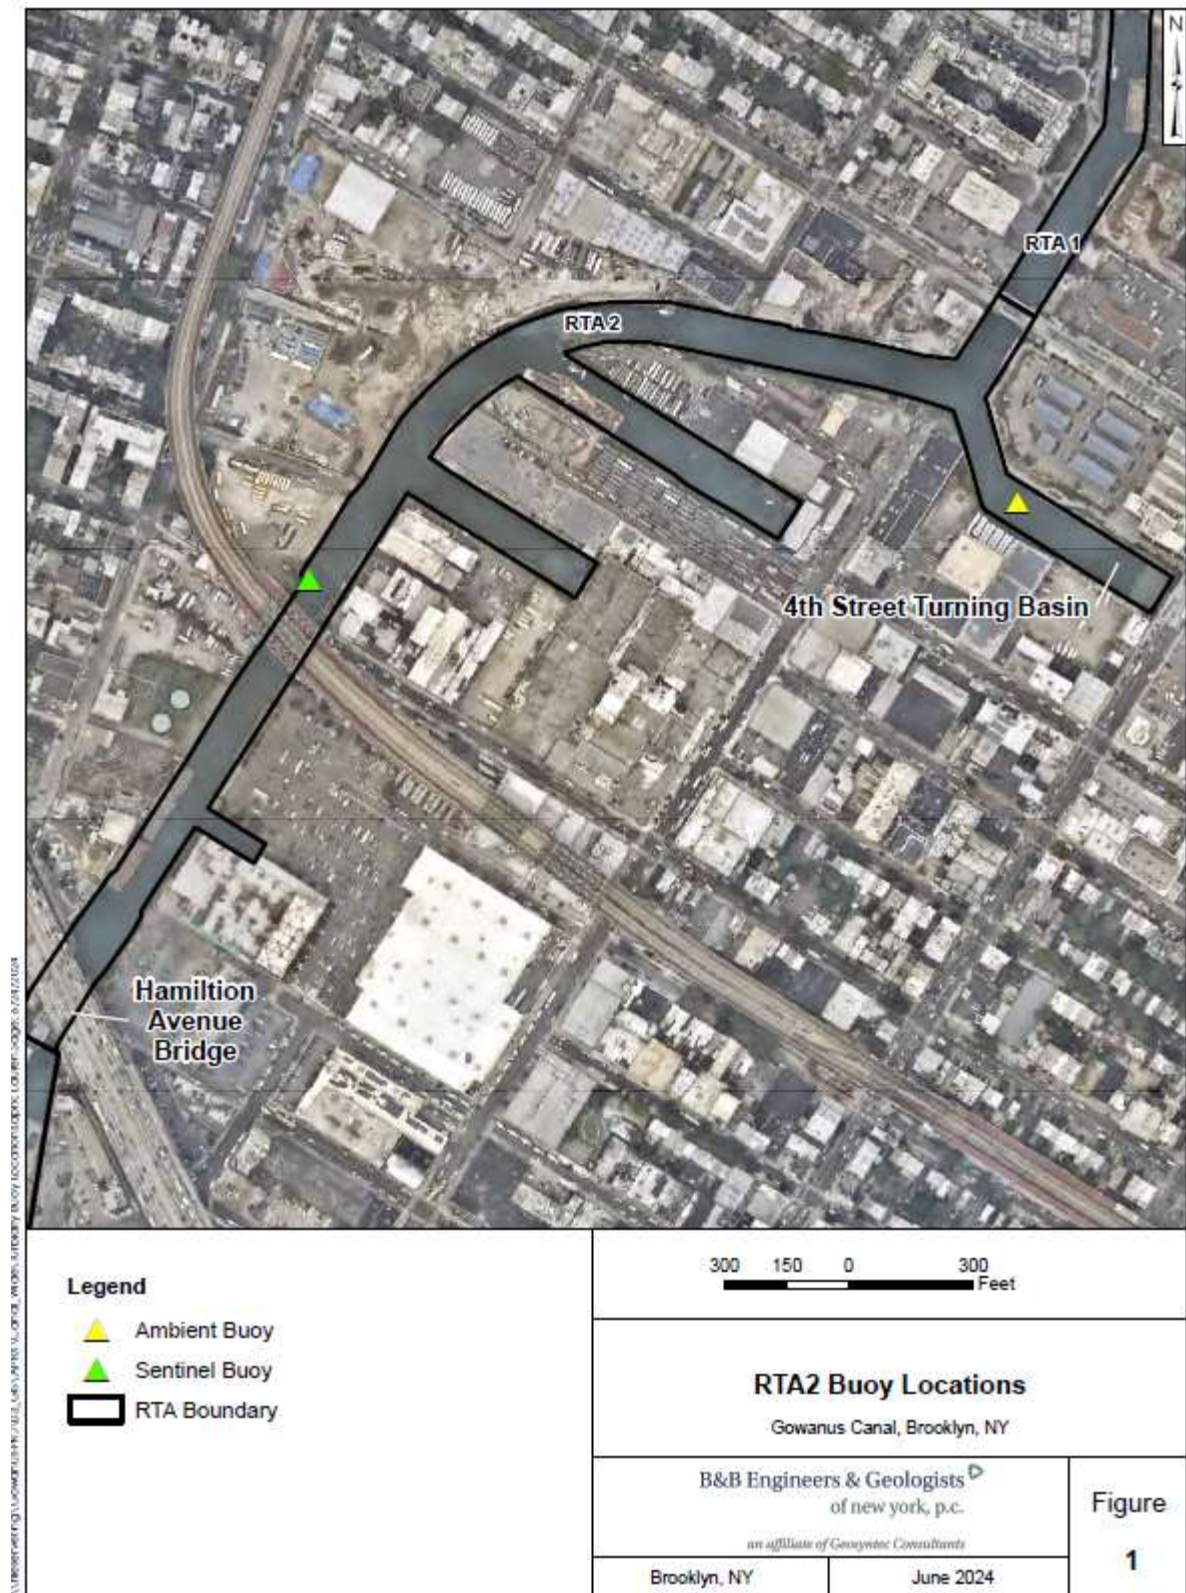 N
RTA 1
RTA 2
4th Street Turning Basin
Hamiltion
Avenue
Bridge
Legend
Ambient Buoy
Sentinel Buoy
RTA Boundary
300 150 0 300
Feet
RTA2 Buoy Locations
Gowanus Canal, Brooklyn, NY
B&B Engineers & Geologists
of new york, p.c.
an affiliate of Geosyntec Consultants
Figure
1
Brooklyn, NY
June 2024